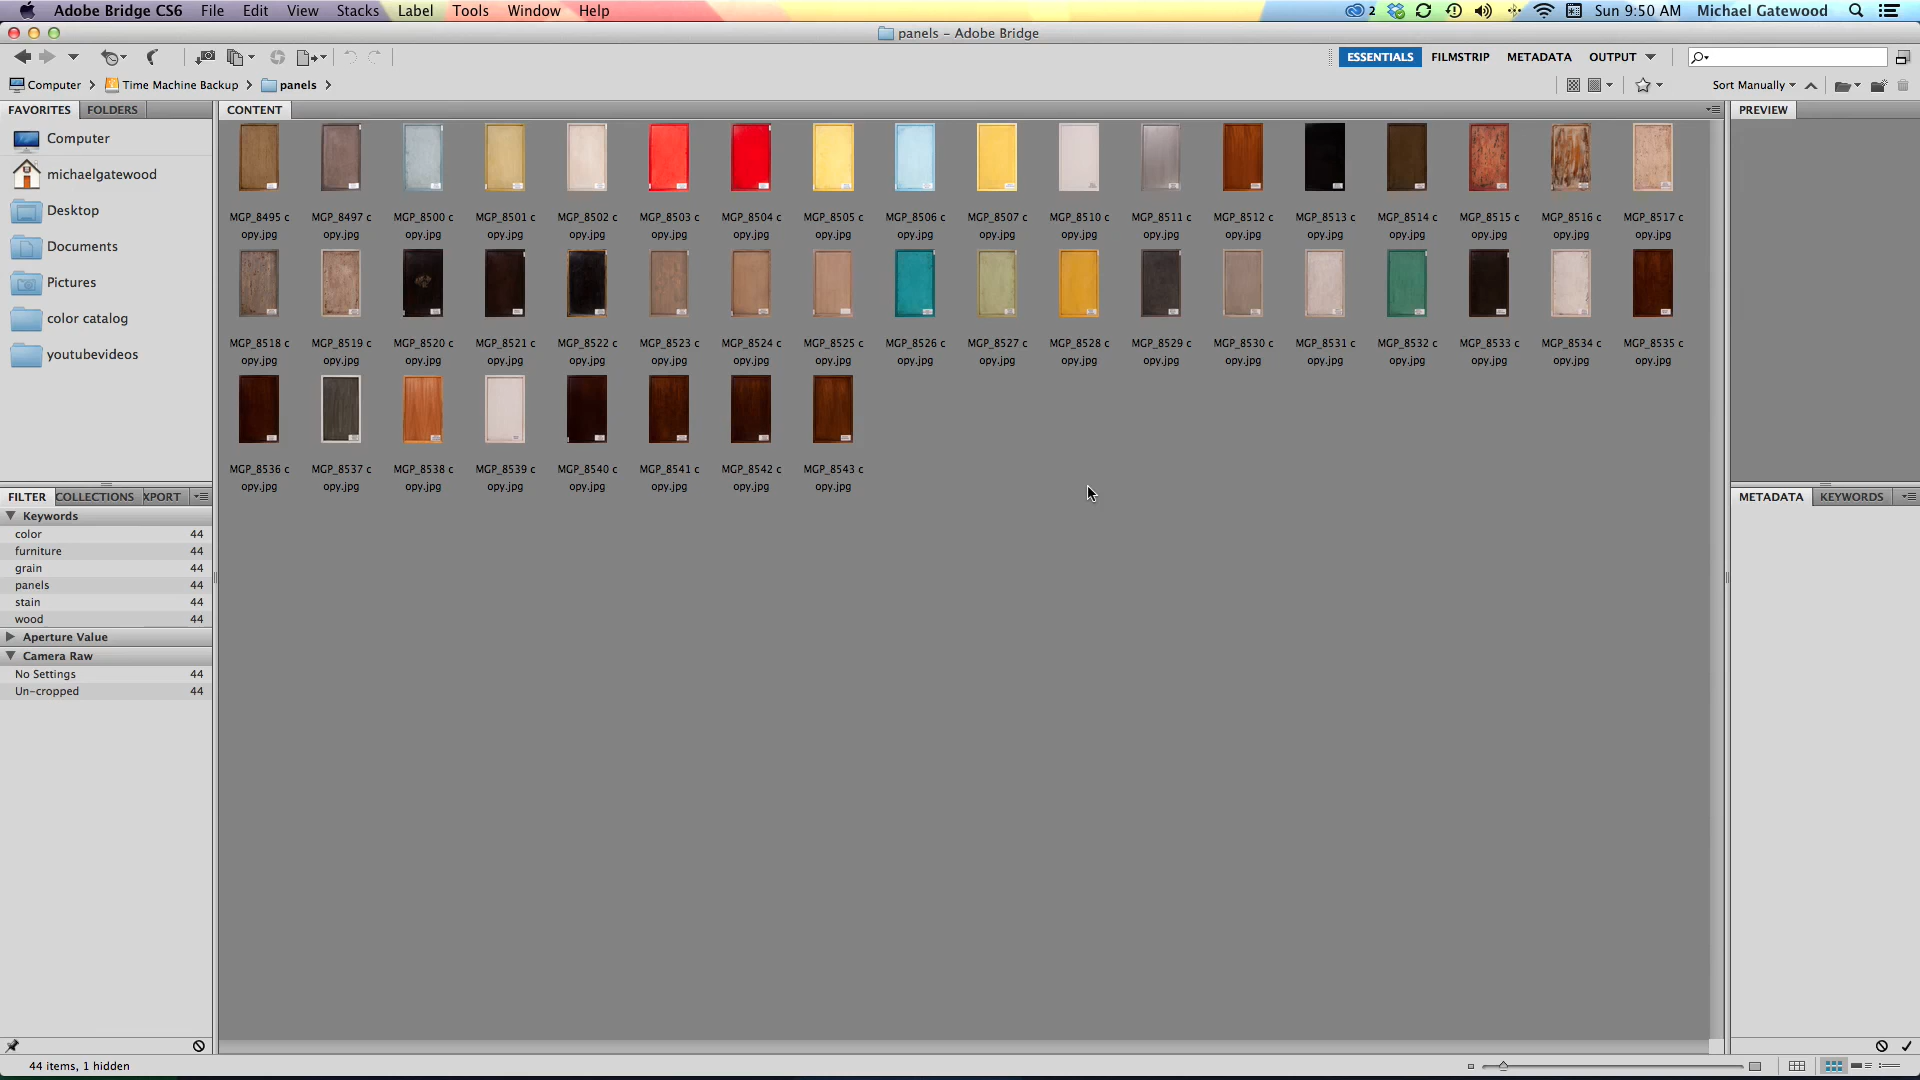 Adobe Bridge CS6 File Edit View Stacks Label Tools Window Help 2 Sun 9:50 AM Michael Gatewood
panels – Adobe Bridge
ESSENTIALS FILMSTRIP METADATA OUTPUT
Computer Time Machine Backup panels Sort Manually
FAVORITES FOLDERS CONTENT PREVIEW
Computer
michaelgatewood
Desktop
Documents
Pictures
color catalog
youtubevideos
MGP_8495 c MGP_8497 c MGP_8500 c MGP_8501 c MGP_8502 c MGP_8503 c MGP_8504 c MGP_8505 c MGP_8506 c MGP_8507 c MGP_8510 c MGP_8511 c MGP_8512 c MGP_8513 c MGP_8514 c MGP_8515 c MGP_8516 c MGP_8517 c
opy.jpg opy.jpg opy.jpg opy.jpg opy.jpg opy.jpg opy.jpg opy.jpg opy.jpg opy.jpg opy.jpg opy.jpg opy.jpg opy.jpg opy.jpg opy.jpg opy.jpg opy.jpg
MGP_8518 c MGP_8519 c MGP_8520 c MGP_8521 c MGP_8522 c MGP_8523 c MGP_8524 c MGP_8525 c MGP_8526 c MGP_8527 c MGP_8528 c MGP_8529 c MGP_8530 c MGP_8531 c MGP_8532 c MGP_8533 c MGP_8534 c MGP_8535 c
opy.jpg opy.jpg opy.jpg opy.jpg opy.jpg opy.jpg opy.jpg opy.jpg opy.jpg opy.jpg opy.jpg opy.jpg opy.jpg opy.jpg opy.jpg opy.jpg opy.jpg opy.jpg
MGP_8536 c MGP_8537 c MGP_8538 c MGP_8539 c MGP_8540 c MGP_8541 c MGP_8542 c MGP_8543 c
opy.jpg opy.jpg opy.jpg opy.jpg opy.jpg opy.jpg opy.jpg opy.jpg
FILTER COLLECTIONS XPORT METADATA KEYWORDS
Keywords
color 44
furniture 44
grain 44
panels 44
stain 44
wood 44
Aperture Value
Camera Raw
No Settings 44
Un-cropped 44
44 items, 1 hidden